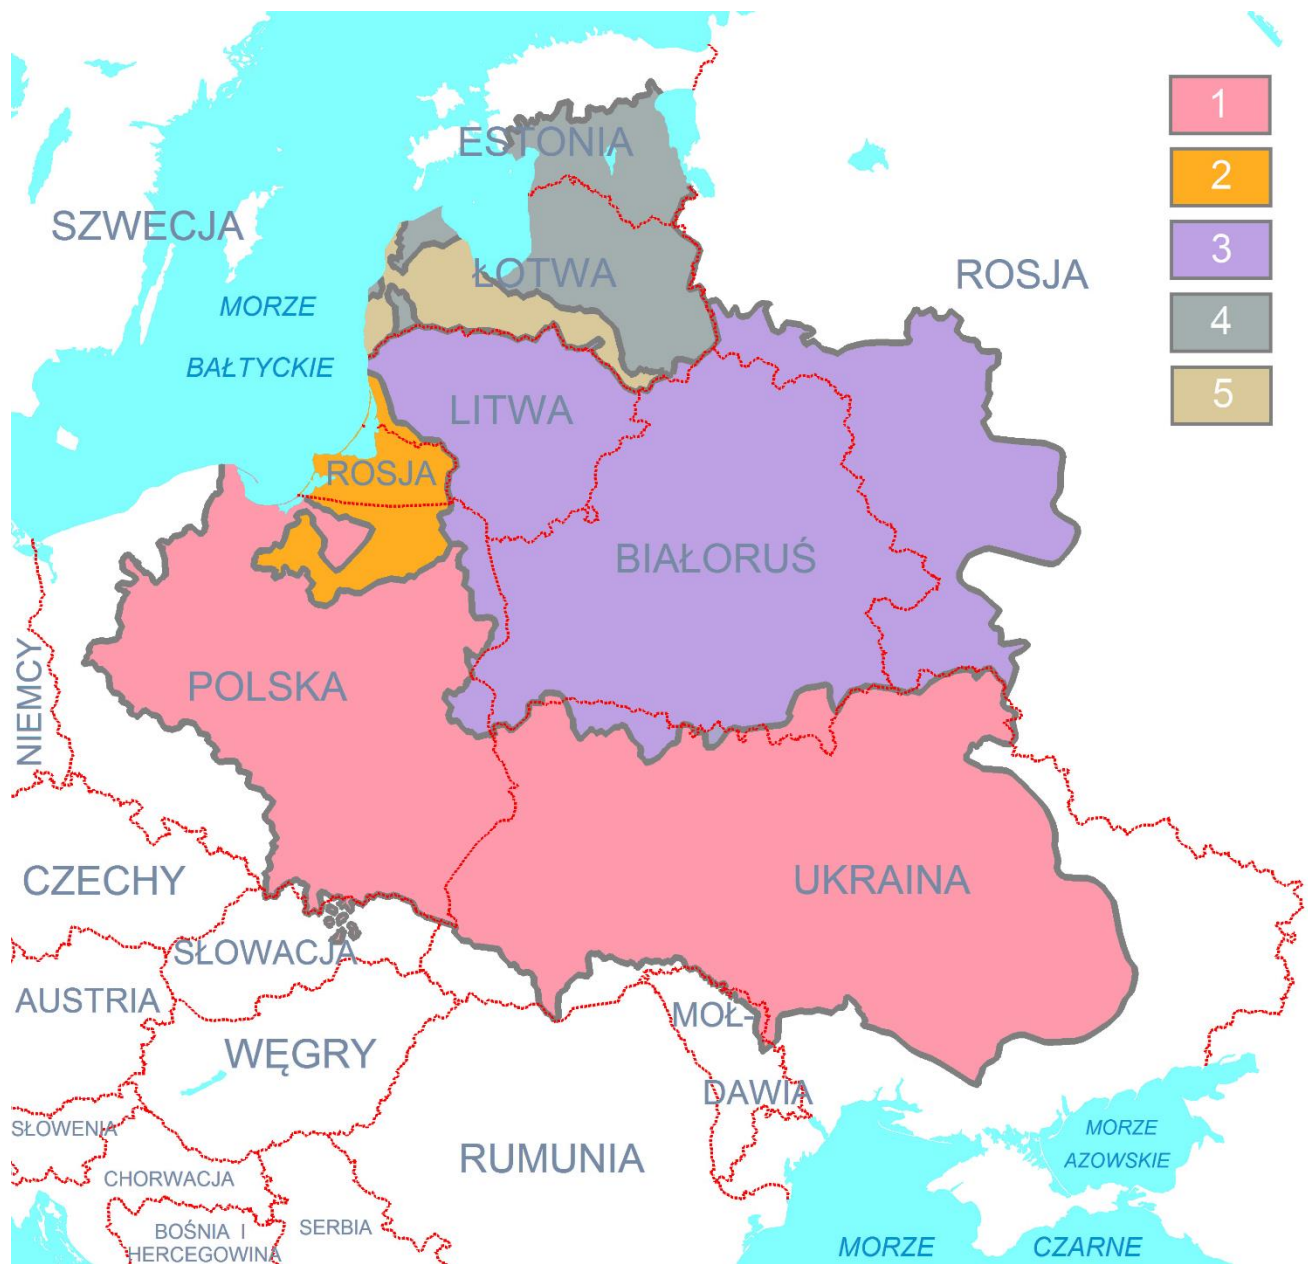 1
2
3
4
5
ESTONIA
SZWECJA
ŁOTWA
ROSJA
MORZE
BAŁTYCKIE
LITWA
ROSJA
BIAŁORUŚ
POLSKA
NIEMCY
CZECHY
UKRAINA
SŁOWACJA
AUSTRIA
MOŁ-
DAWIA
WĘGRY
SŁOWENIA
RUMUNIA
MORZE
AZOWSKIE
CHORWACJA
BOŚNIA I
HERCEGOWINA
SERBIA
MORZE CZARNE